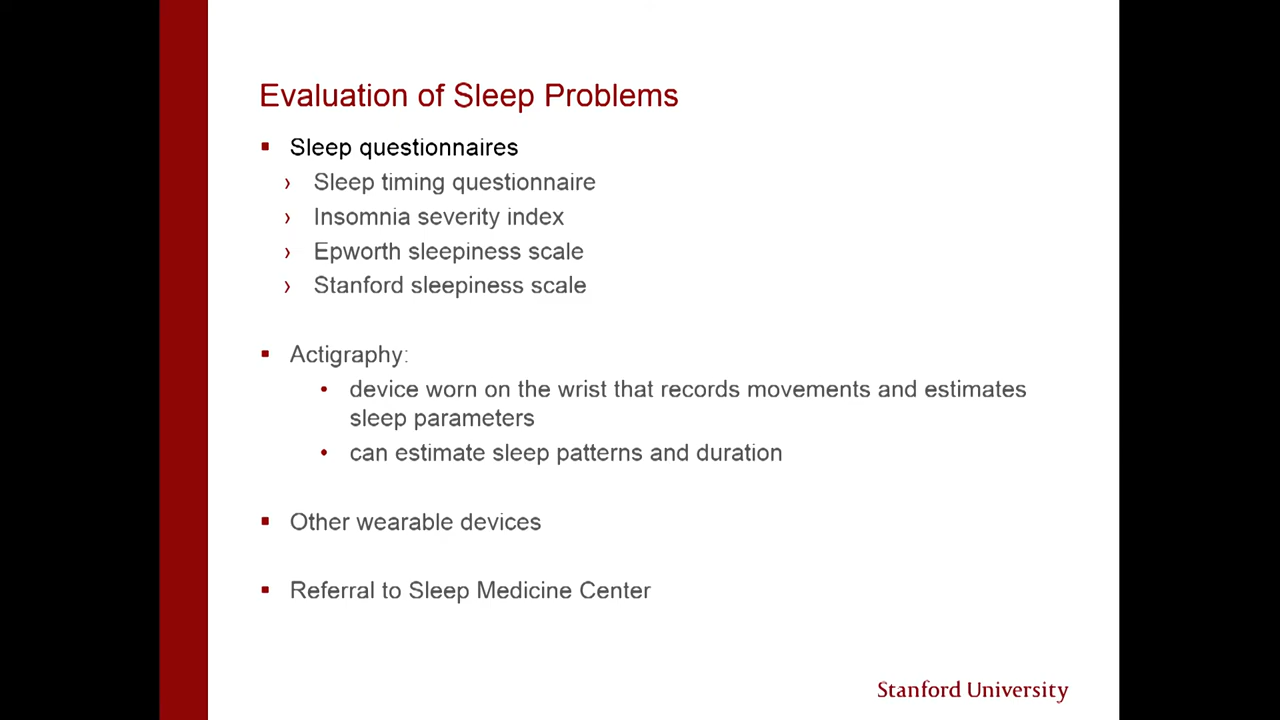 Evaluation of Sleep Problems
Sleep questionnaires
Sleep timing questionnaire
Insomnia severity index
Epworth sleepiness scale
Stanford sleepiness scale
Actigraphy:
device worn on the wrist that records movements and estimates
sleep parameters
can estimate sleep patterns and duration
Other wearable devices
Referral to Sleep Medicine Center
Stanford University